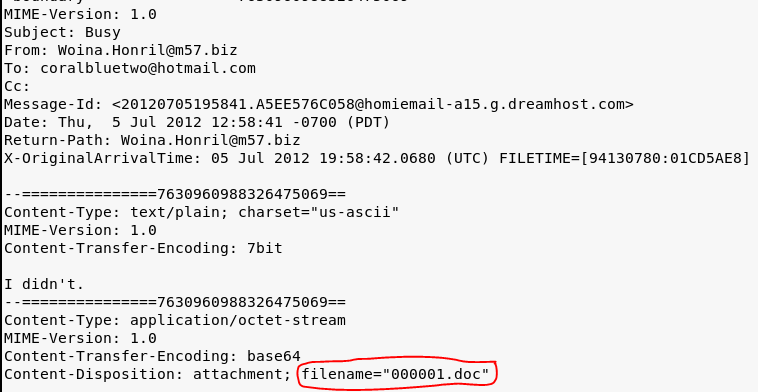 MIME-Version: 1.0
Subject: Busy
From: Woina.Honril@m57.biz
To: coralbluetwo@hotmail.com
Cc:
Message-Id: <20120705195841.A5EE576C058@homiemail-a15.g.dreamhost.com>
Date: Thu,  5 Jul 2012 12:58:41 -0700 (PDT)
Return-Path: Woina.Honril@m57.biz
X-OriginalArrivalTime: 05 Jul 2012 19:58:42.0680 (UTC) FILETIME=[94130780:01CD5AE8]
--===============7630960988326475069==
Content-Type: text/plain; charset="us-ascii"
MIME-Version: 1.0
Content-Transfer-Encoding: 7bit
I didn't.
--===============7630960988326475069==
Content-Type: application/octet-stream
MIME-Version: 1.0
Content-Transfer-Encoding: base64
Content-Disposition: attachment; filename="000001.doc"